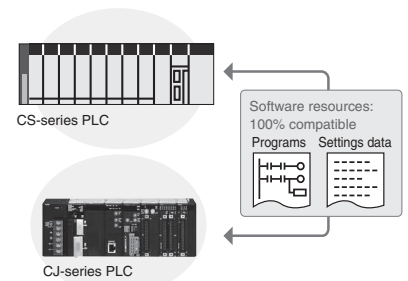 CS-series PLC
Software resources:
100% compatible
Programs Settings data
CJ-series PLC